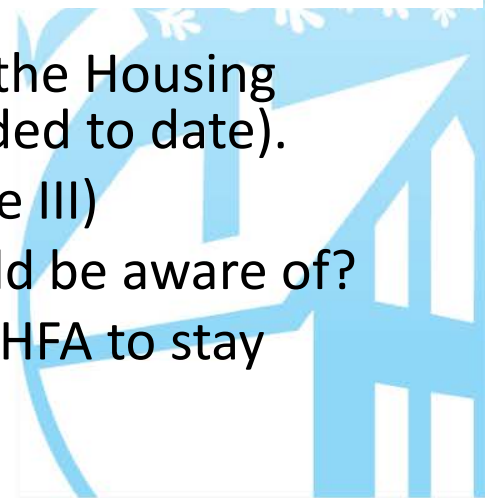 the Housing
ded to date).
e III)
ld be aware of?
HFA to stay